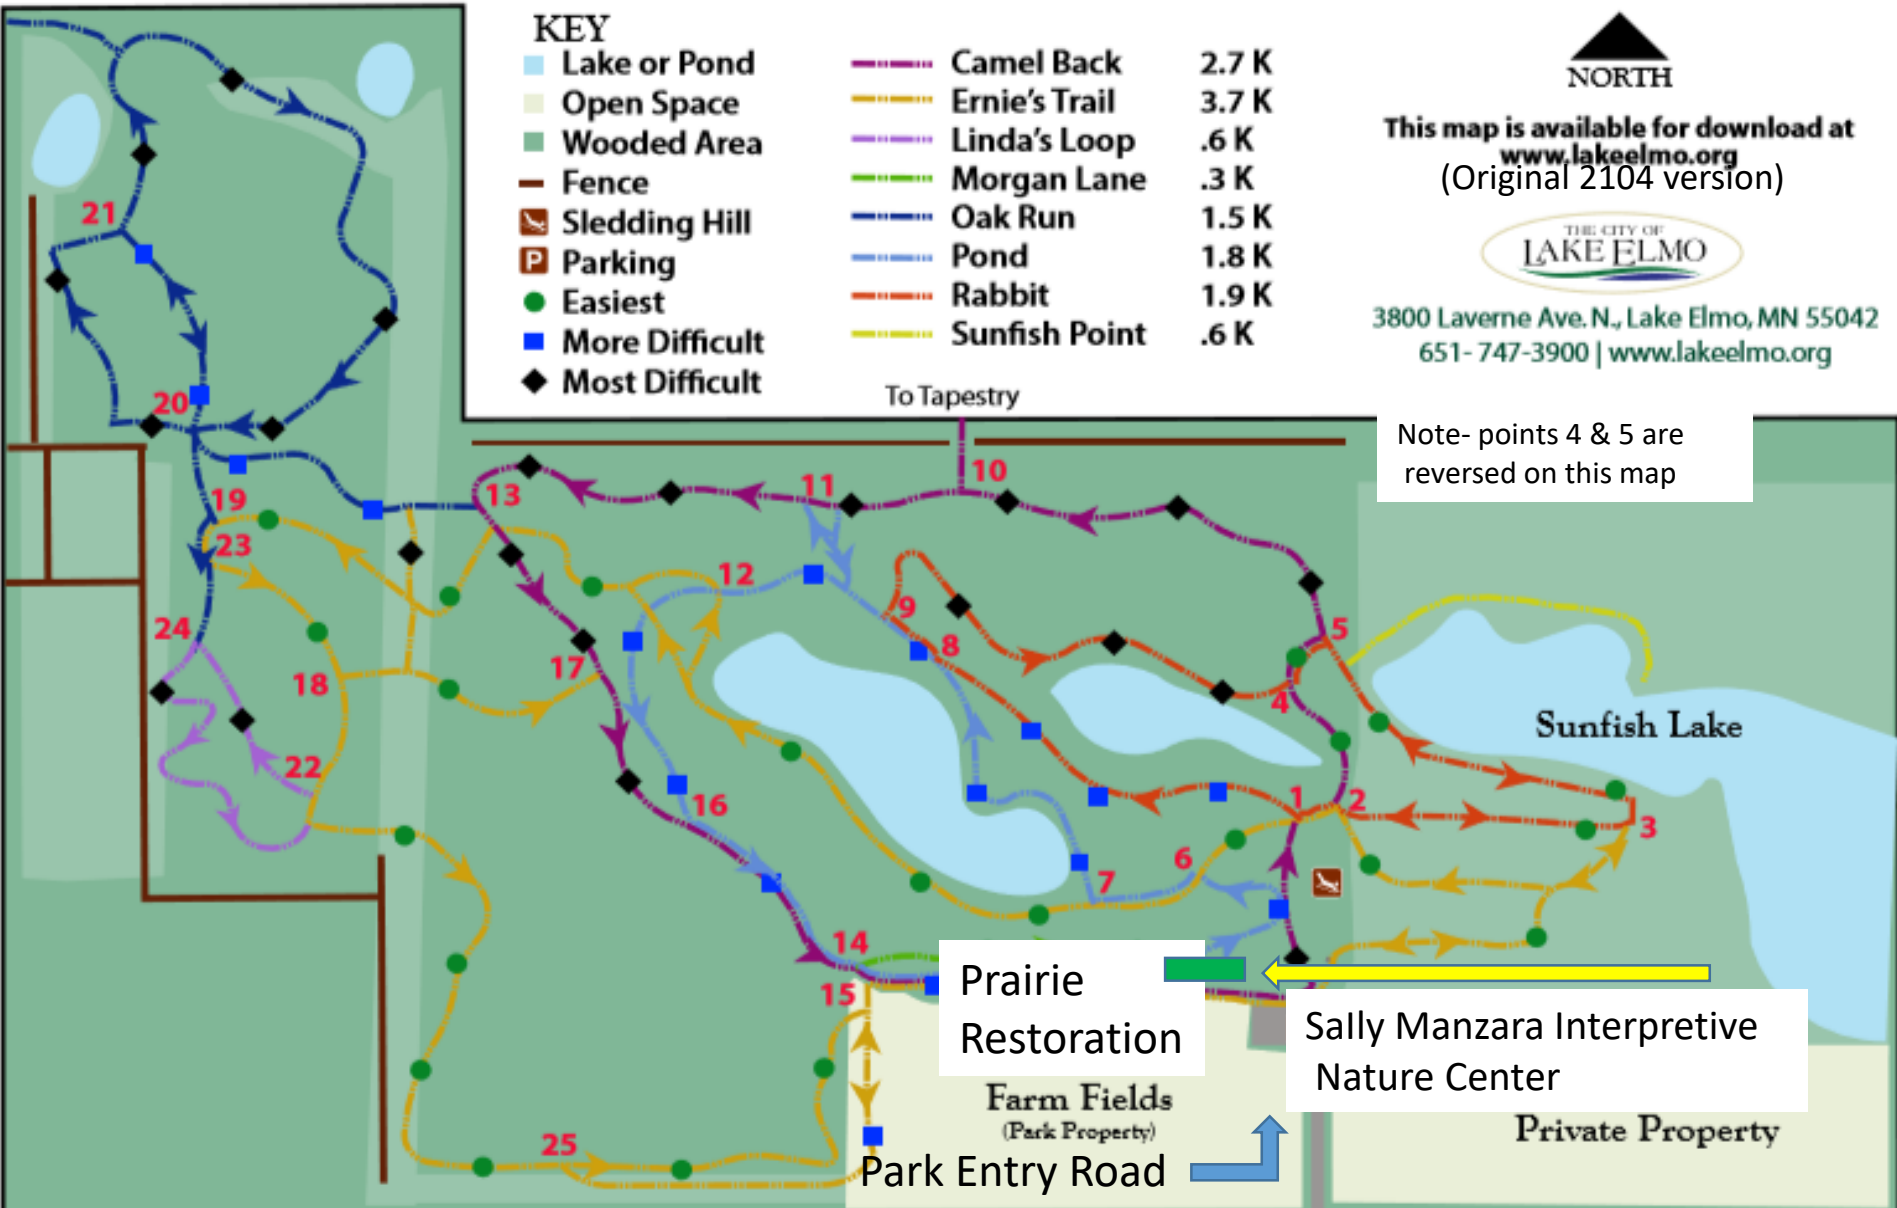 KEY
Lake or Pond
Open Space
Wooded Area
Fence
Sledding Hill
P Parking
Easiest
More Difficult
Most Difficult
Camel Back 2.7 K
Ernie's Trail 3.7 K
Linda's Loop .6 K
Morgan Lane .3 K
Oak Run 1.5 K
Pond 1.8 K
Rabbit 1.9 K
Sunfish Point .6 K
NORTH
This map is available for download at
www.lakeelmo.org
(Original 2104 version)
THE CITY OF
LAKE ELMO
3800 Laverne Ave. N., Lake Elmo, MN 55042
651- 747-3900 | www.lakeelmo.org
To Tapestry
Note- points 4 & 5 are
reversed on this map
21
20
19
23
24
18
22
13
11
10
12
17
9
8
5
4
16
1
2
3
6
7
14
15
25
Sunfish Lake
Prairie
Restoration
Sally Manzara Interpretive
Nature Center
Farm Fields
(Park Property)
Park Entry Road
Private Property